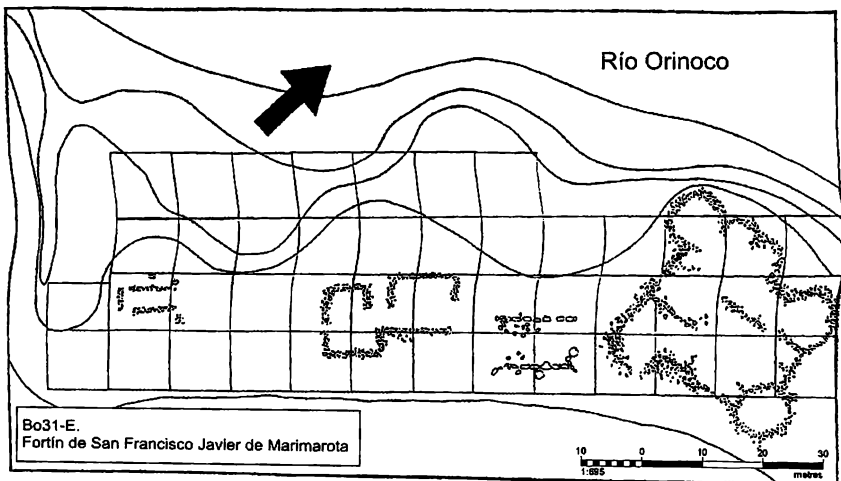 Río Orinoco
Bo31-E.
Fortín de San Francisco Javier de Marimarota
10 0 10 20 30
1:695
metres